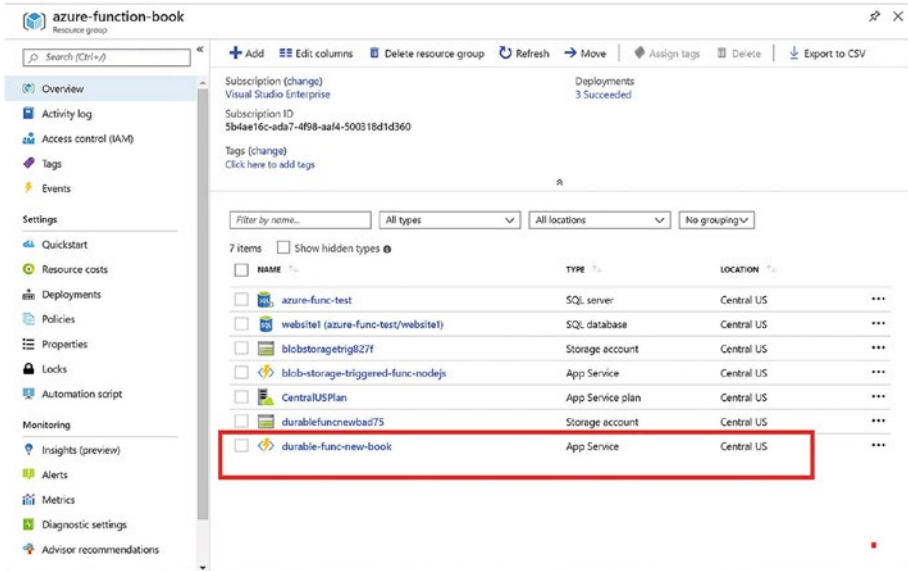 azure-function-book
Resource group
Search (Ctrl+/)
Overview
Activity log
Access control (IAM)
Tags
Events
Settings
Quickstart
Resource costs
Deployments
Policies
Properties
Locks
Automation script
Monitoring
Insights (preview)
Alerts
Metrics
Diagnostic settings
Advisor recommendations
Add Edit columns Delete resource group Refresh Move Assign tags Delete Export to CSV
Subscription (change)
Visual Studio Enterprise
Deployments
3 Succeeded
Subscription ID
5b4ae16c-ada7-4f98-aaf4-500318d1d360
Tags (change)
Click here to add tags
Filter by name... All types All locations No grouping
7 items Show hidden types
NAME TYPE LOCATION
azure-func-test SQL server Central US
website1 (azure-func-test/website1) SQL database Central US
blobstoragetrig827f Storage account Central US
blob-storage-triggered-func-nodejs App Service Central US
CentralUSPlan App Service plan Central US
durablefuncnewbad75 Storage account Central US
durable-func-new-book App Service Central US